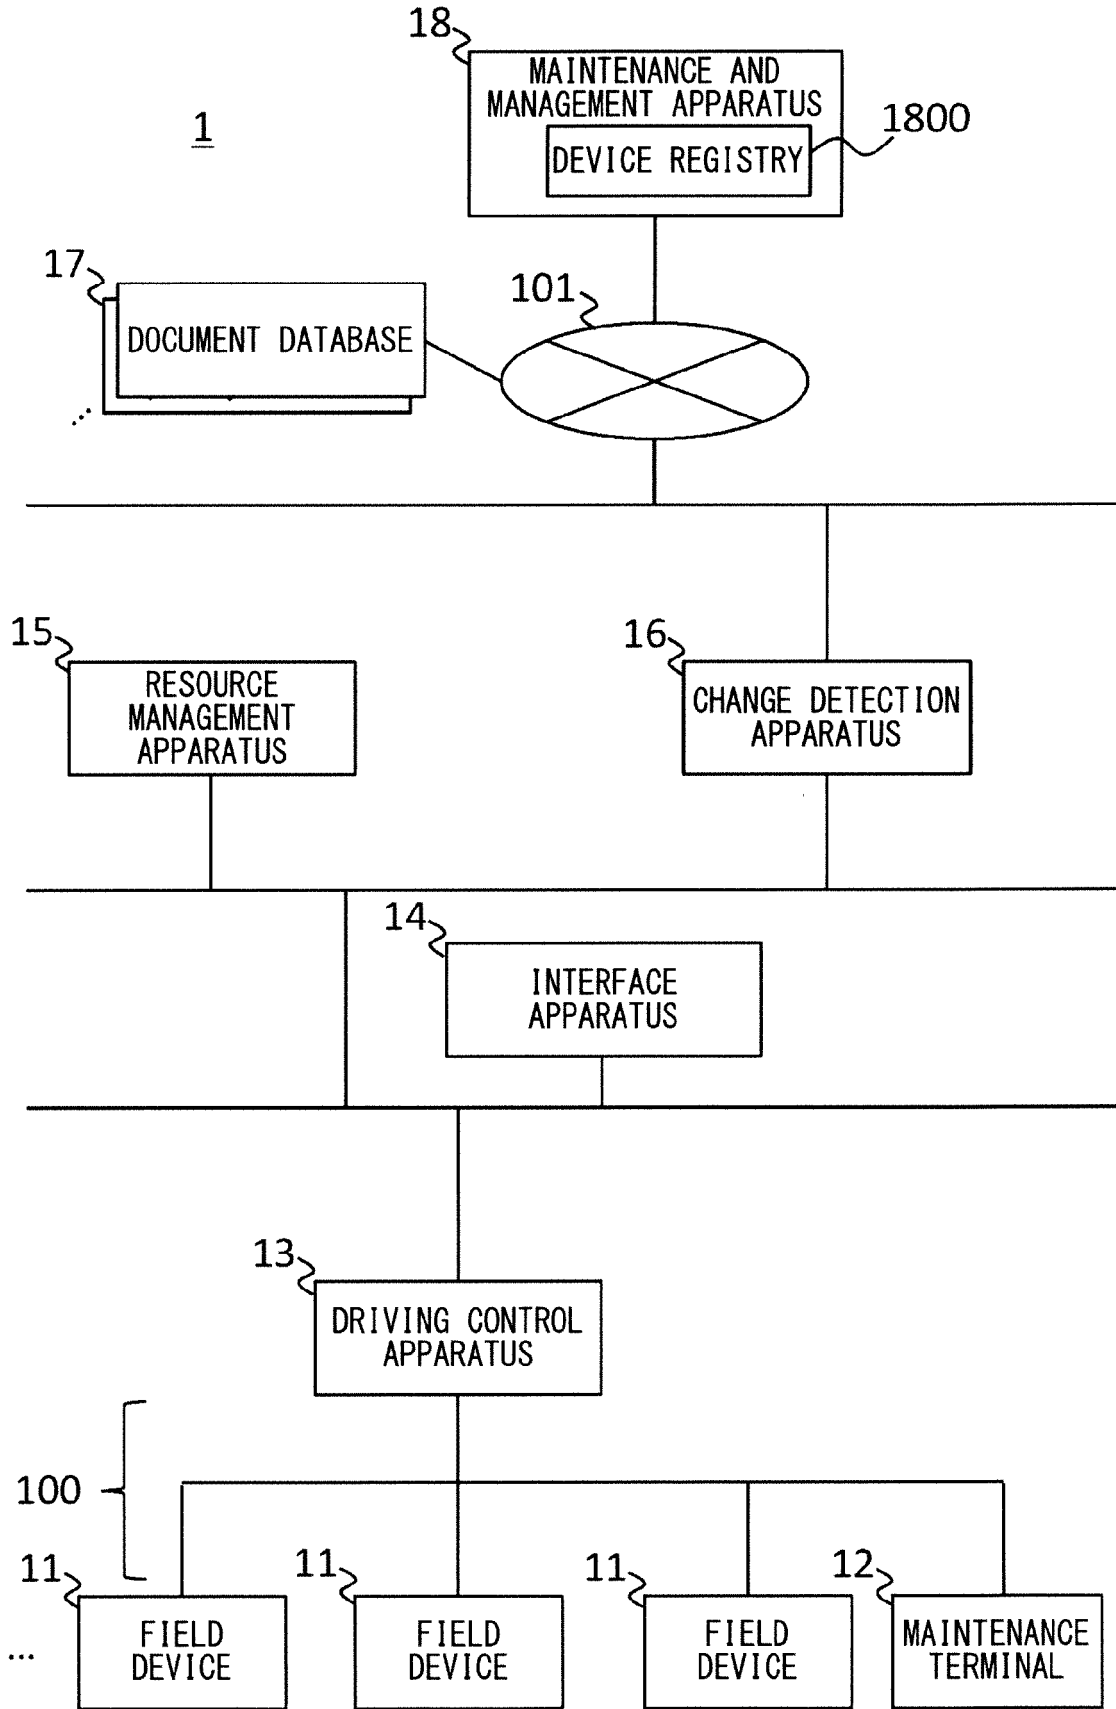 18
MAINTENANCE AND
MANAGEMENT APPARATUS
1800
DEVICE REGISTRY
1
17
DOCUMENT DATABASE
...
101
15
RESOURCE
MANAGEMENT
APPARATUS
16
CHANGE DETECTION
APPARATUS
14
INTERFACE
APPARATUS
13
DRIVING CONTROL
APPARATUS
100
11
FIELD
DEVICE
11
FIELD
DEVICE
11
FIELD
DEVICE
12
MAINTENANCE
TERMINAL
...